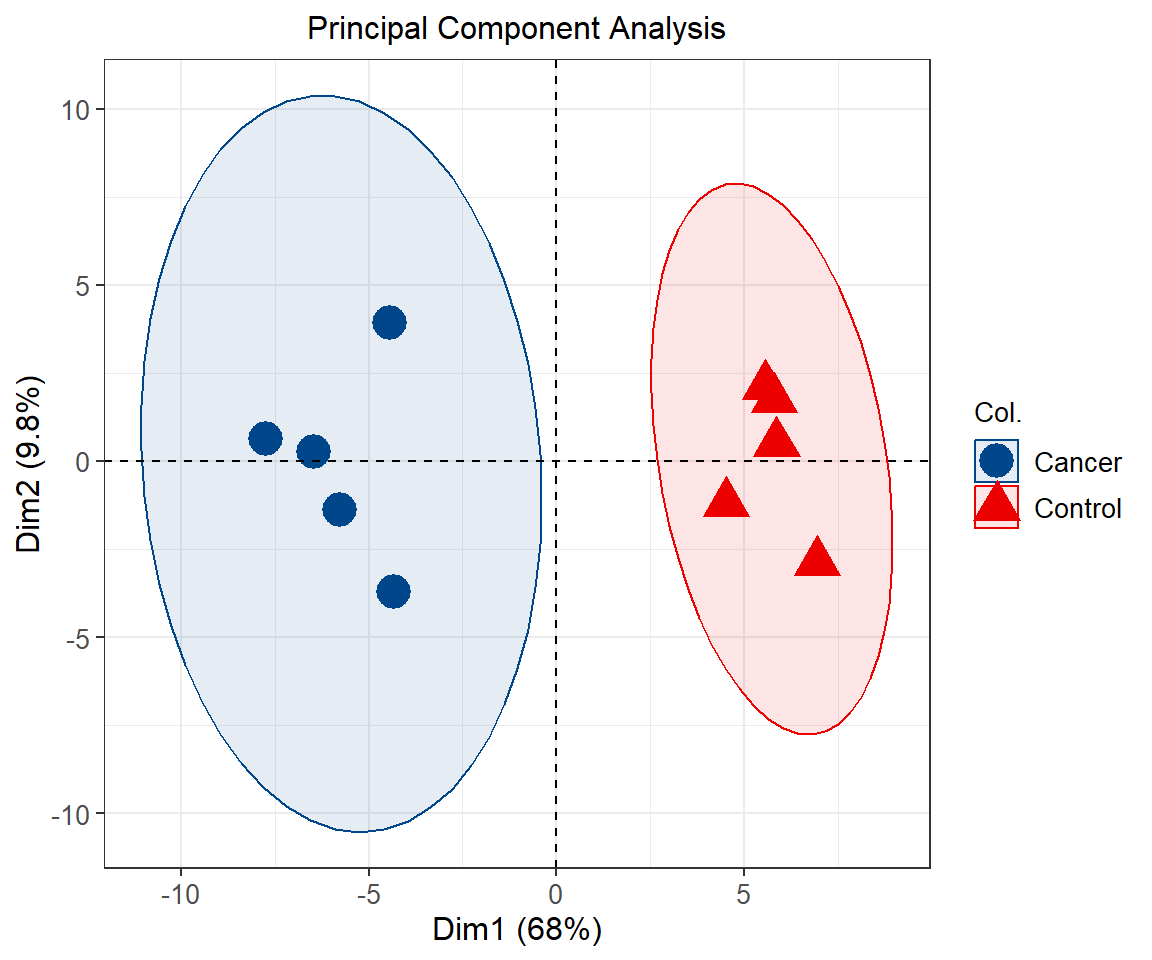 Principal Component Analysis
10
5
0
-5
-10
Dim2 (9.8%)
-10
-5
0
5
Dim1 (68%)
Col.
Cancer
Control